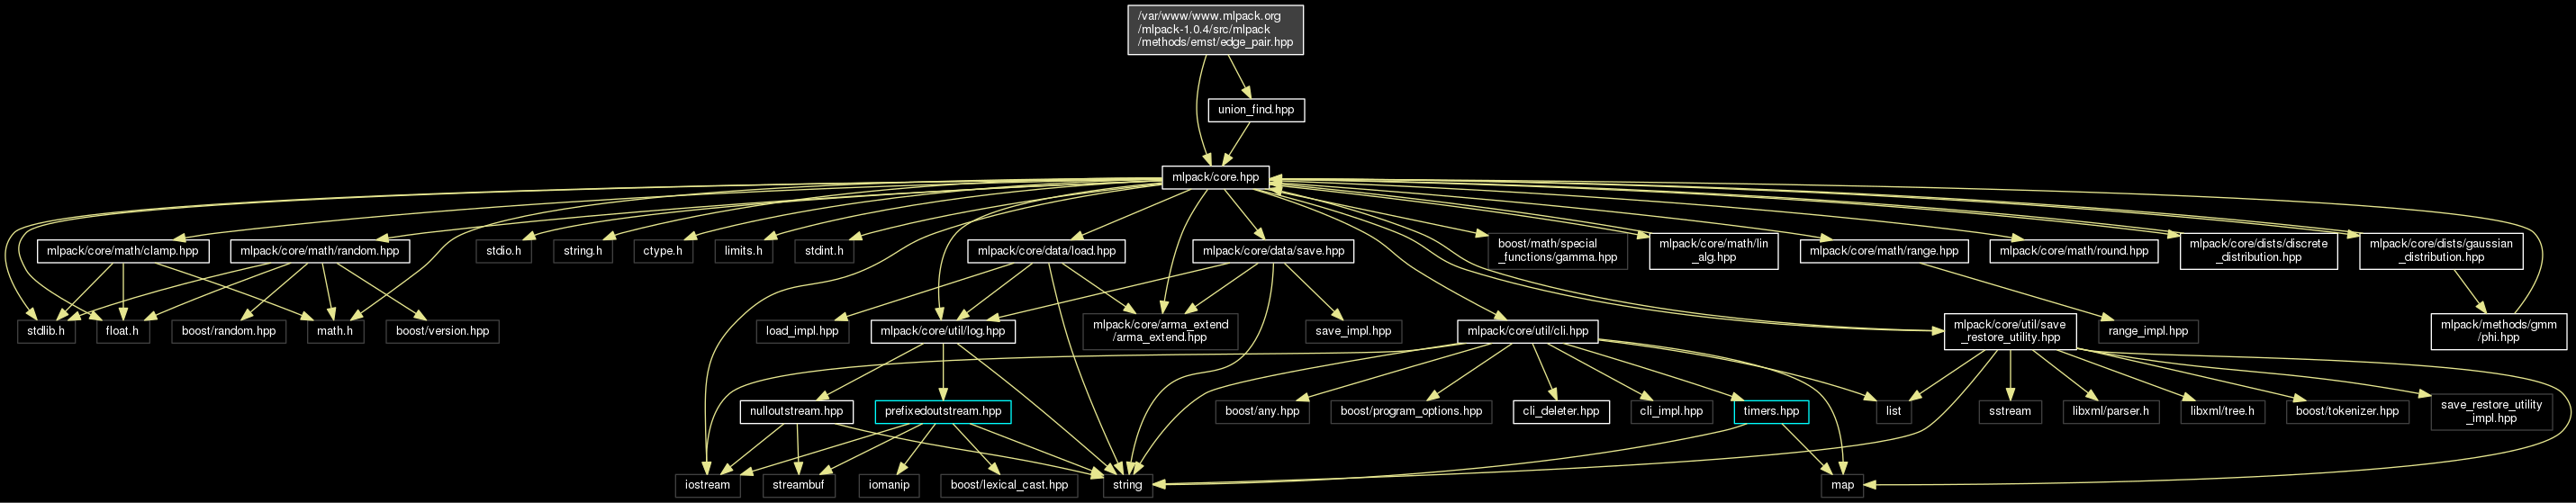 /var/www/www.mlpack.org
/mlpack-1.0.4/src/mlpack
/methods/emst/edge_pair.hpp
union_find.hpp
mlpack/core.hpp
mlpack/core/math/clamp.hpp
mlpack/core/math/random.hpp
stdio.h
string.h
ctype.h
limits.h
stdint.h
mlpack/core/data/load.hpp
mlpack/core/data/save.hpp
boost/math/special
_functions/gamma.hpp
mlpack/core/math/lin
_alg.hpp
mlpack/core/math/range.hpp
mlpack/core/math/round.hpp
mlpack/core/dists/discrete
_distribution.hpp
mlpack/core/dists/gaussian
_distribution.hpp
stdlib.h
float.h
boost/random.hpp
math.h
boost/version.hpp
load_impl.hpp
mlpack/core/util/log.hpp
mlpack/core/arma_extend
/arma_extend.hpp
save_impl.hpp
mlpack/core/util/cli.hpp
mlpack/core/util/save
_restore_utility.hpp
range_impl.hpp
mlpack/methods/gmm
/phi.hpp
nulloutstream.hpp
prefixedoutstream.hpp
boost/any.hpp
boost/program_options.hpp
cli_deleter.hpp
cli_impl.hpp
timers.hpp
list
sstream
libxml/parser.h
libxml/tree.h
boost/tokenizer.hpp
save_restore_utility
_impl.hpp
iostream
streambuf
iomanip
boost/lexical_cast.hpp
string
map